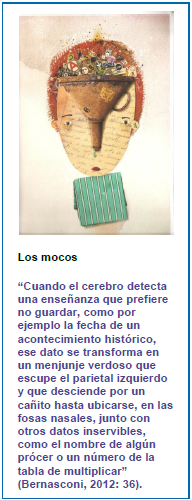 Los mocos
“Cuando el cerebro detecta
una enseñanza que prefiere
no guardar, como por
ejemplo la fecha de un
acontecimiento histórico,
ese dato se transforma en
un menjunje verdoso que
escupe el parietal izquierdo
y que desciende por un
cañito hasta ubicarse, en las
fosas nasales, junto con
otros datos inservibles,
como el nombre de algún
prócer o un número de la
tabla de multiplicar”
(Bernasconi, 2012: 36).